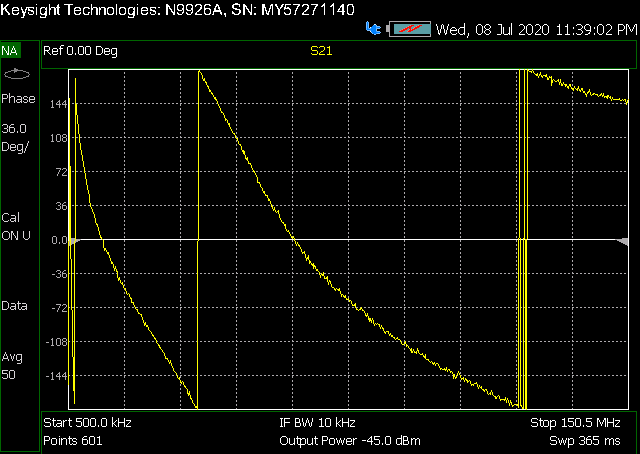 Keysight Technologies: N9926A, SN: MY57271140
Wed, 08 Jul 2020 11:39:02 PM
NA
Ref 0.00 Deg
S21
Phase
36.0
Deg/
Cal
ON U
Data
Avg
50
144
108
72
36
0.0
-36
-72
-108
-144
Start 500.0 kHz
IF BW 10 kHz
Stop 150.5 MHz
Points 601
Output Power -45.0 dBm
Swp 365 ms